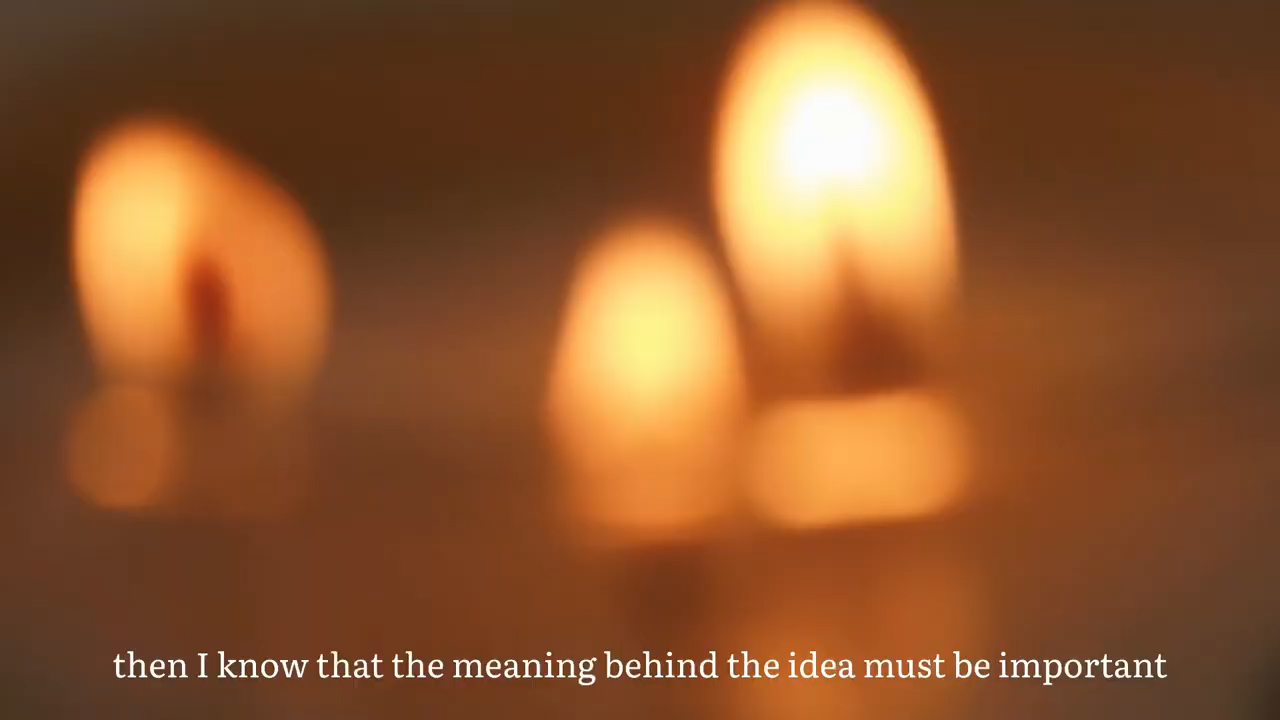 then I know that the meaning behind the idea must be important